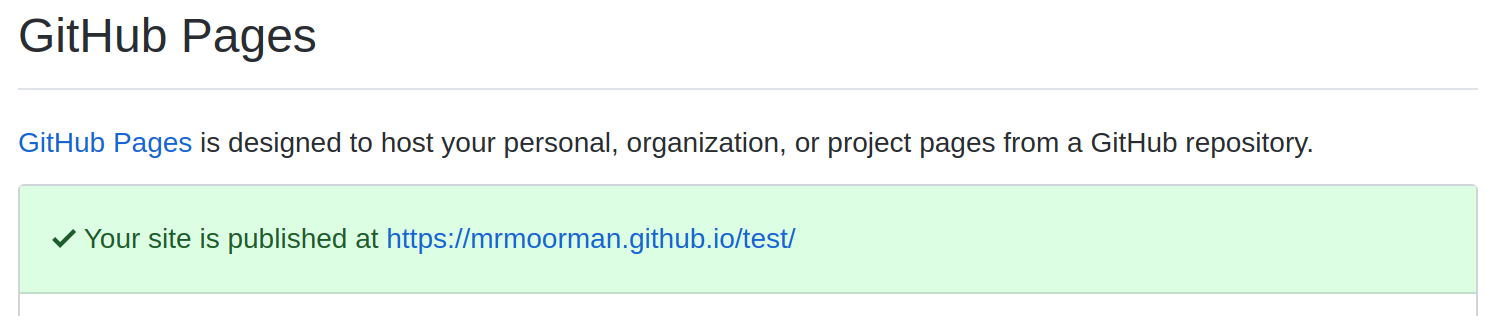 GitHub Pages
GitHub Pages is designed to host your personal, organization, or project pages from a GitHub repository.
Your site is published at https://mrmoorman.github.io/test/